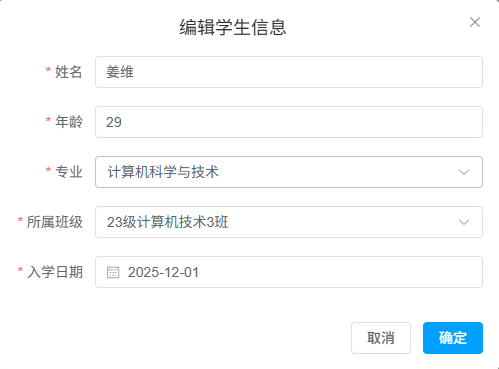 编辑学生信息
* 姓名 姜维
* 年龄 29
* 专业 计算机科学与技术
* 所属班级 23级计算机技术3班
* 入学日期 2025-12-01
取消 确定